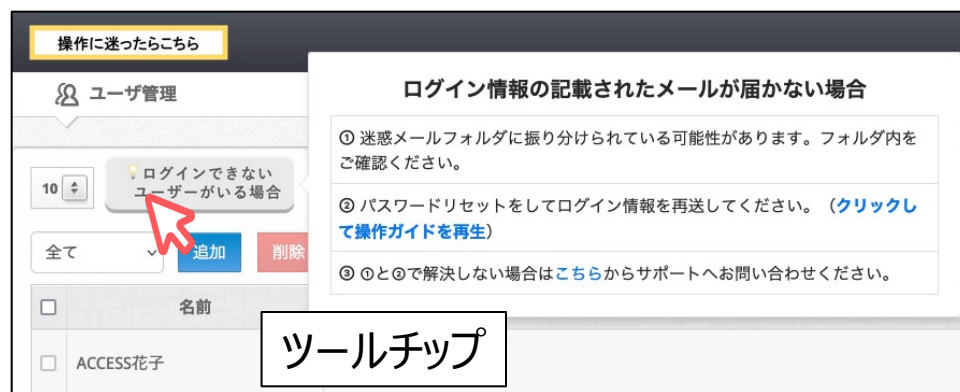 操作に迷ったらこちら
ユーザ管理
10
ログインできない
ユーザーがいる場合
全て
追加
削除
名前
ACCESS花子
ログイン情報の記載されたメールが届かない場合
① 迷惑メールフォルダに振り分けられている可能性があります。フォルダ内を
ご確認ください。
② パスワードリセットをしてログイン情報を再送してください。（クリックし
て操作ガイドを再生）
③ ①と②で解決しない場合はこちらからサポートへお問い合わせください。
ツールチップ